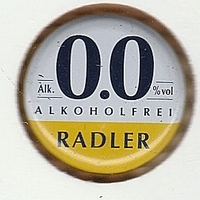 Alk. 0.0 % vol
ALKOHOLFREI
RADLER